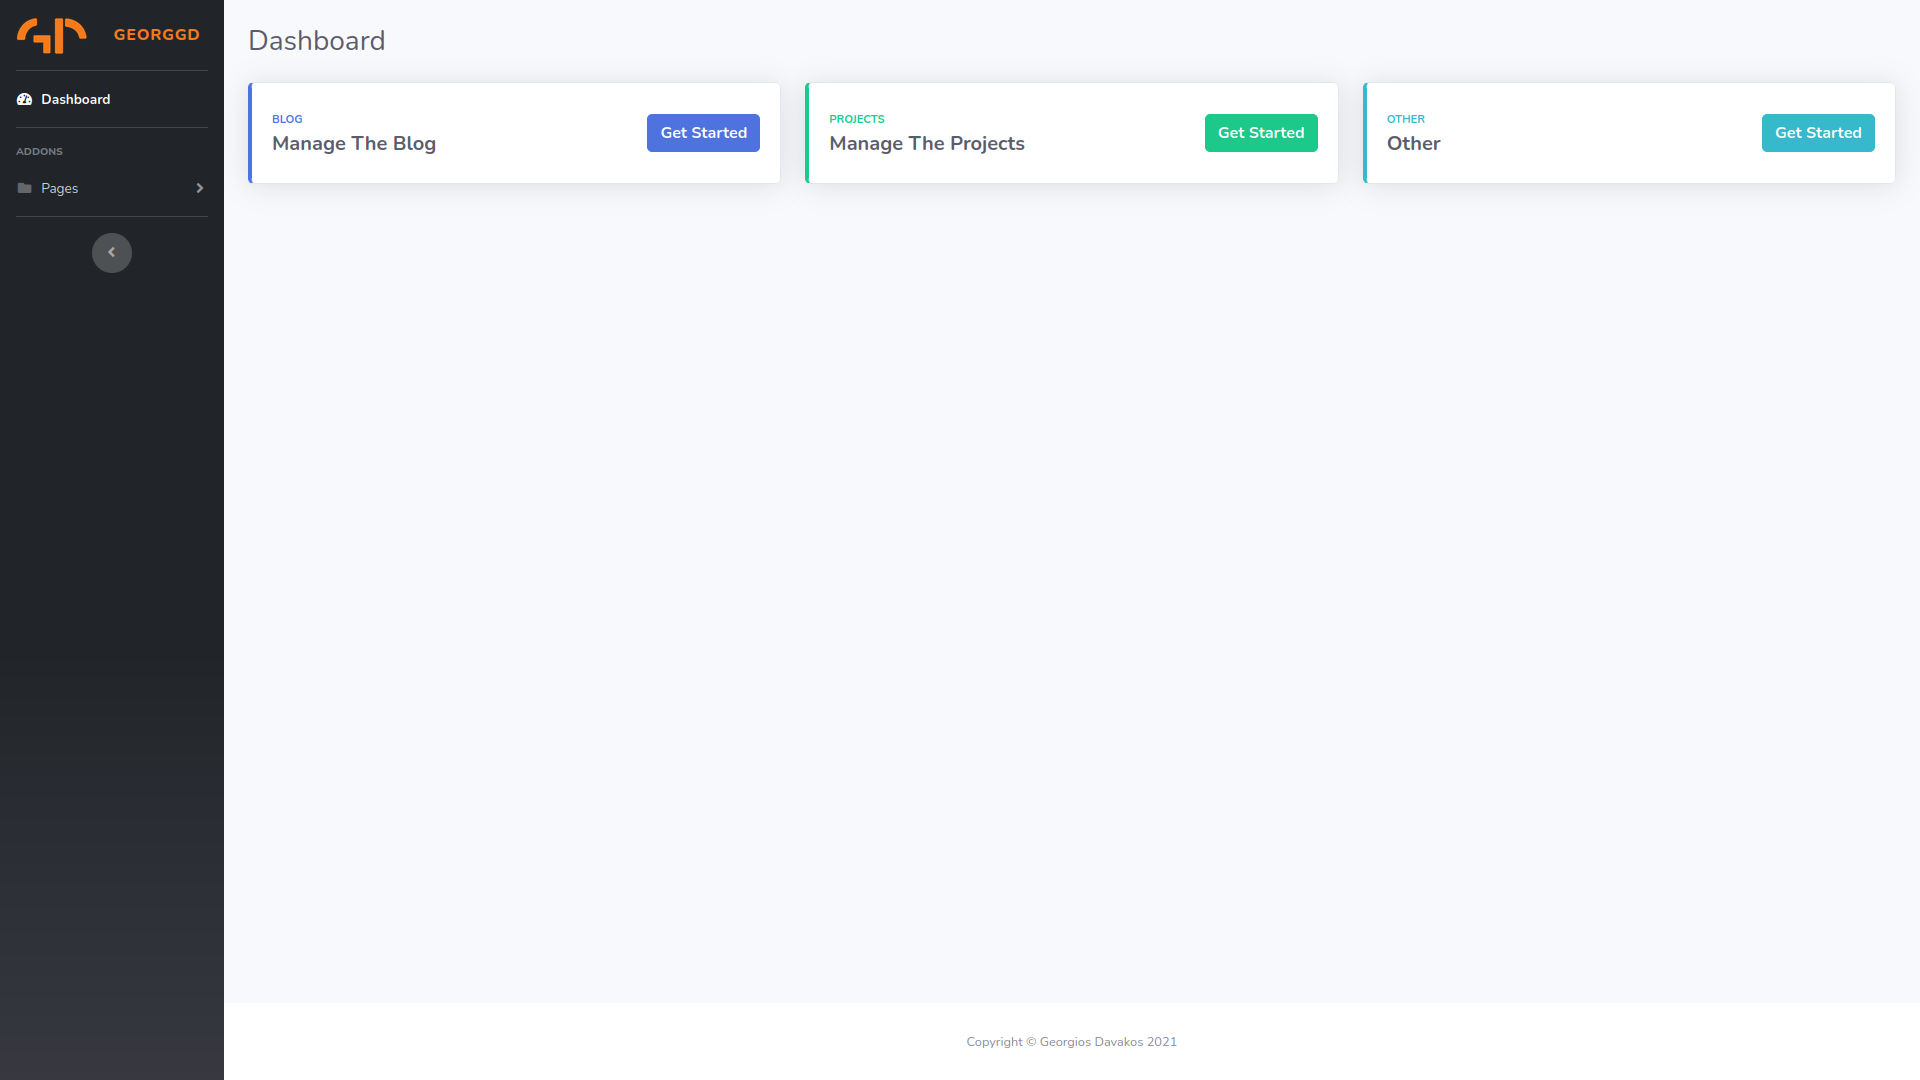 GEORGGD
Dashboard
ADDONS
Pages
Dashboard
BLOG
Manage The Blog
Get Started
PROJECTS
Manage The Projects
Get Started
OTHER
Other
Get Started
Copyright © Georgios Davakos 2021